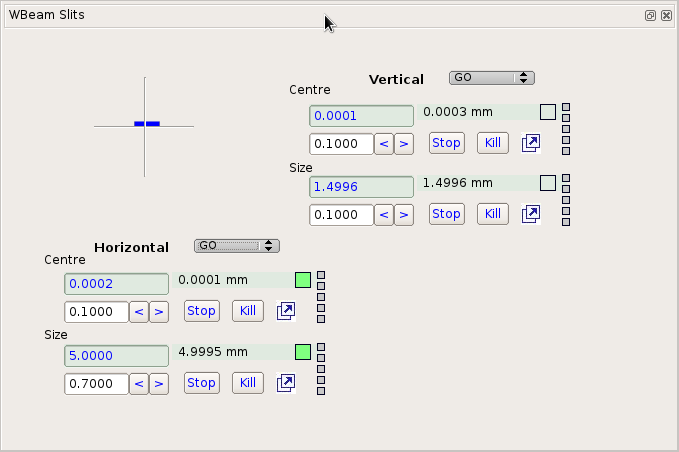 WBeam Slits
Vertical GO
Centre
0.0001 0.0003 mm
0.1000 < > Stop Kill
Size
1.4996 1.4996 mm
0.1000 < > Stop Kill
Horizontal GO
Centre
0.0002 0.0001 mm
0.1000 < > Stop Kill
Size
5.0000 4.9995 mm
0.7000 < > Stop Kill